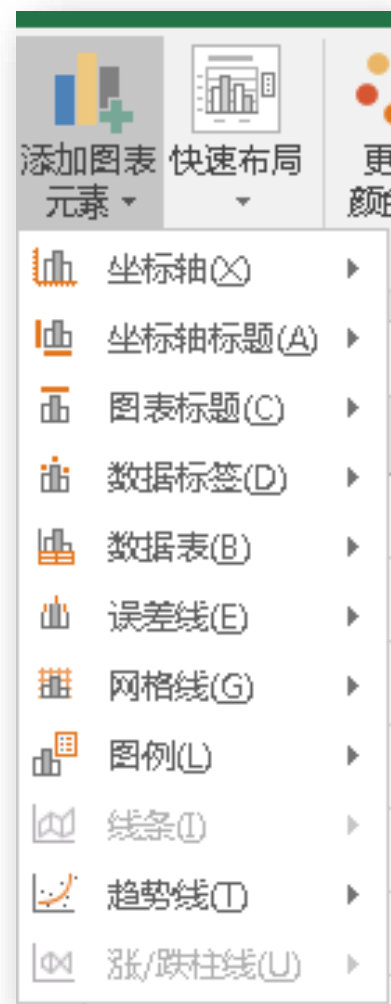 添加图表
元素
快速布局
更
颜
坐标轴(X)
坐标轴标题(A)
图表标题(C)
数据标签(D)
数据表(B)
误差线(E)
网格线(G)
图例(L)
线条(I)
趋势线(T)
涨/跌柱线(U)